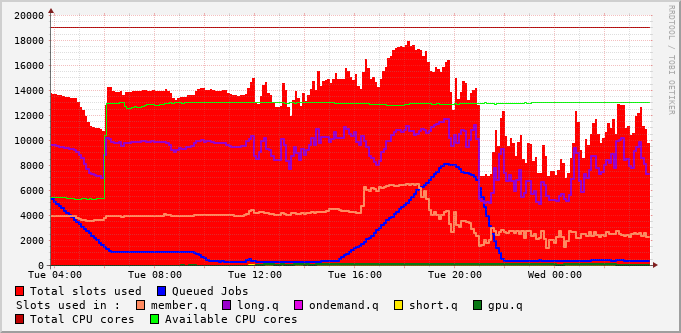 20000
18000
16000
14000
12000
10000
8000
6000
4000
2000
0
Tue 04:00 Tue 08:00 Tue 12:00 Tue 16:00 Tue 20:00 Wed 00:00
RRDTOOL / TOBI OETIKER
Total slots used Queued Jobs
Slots used in : member.q long.q ondemand.q short.q gpu.q
Total CPU cores Available CPU cores